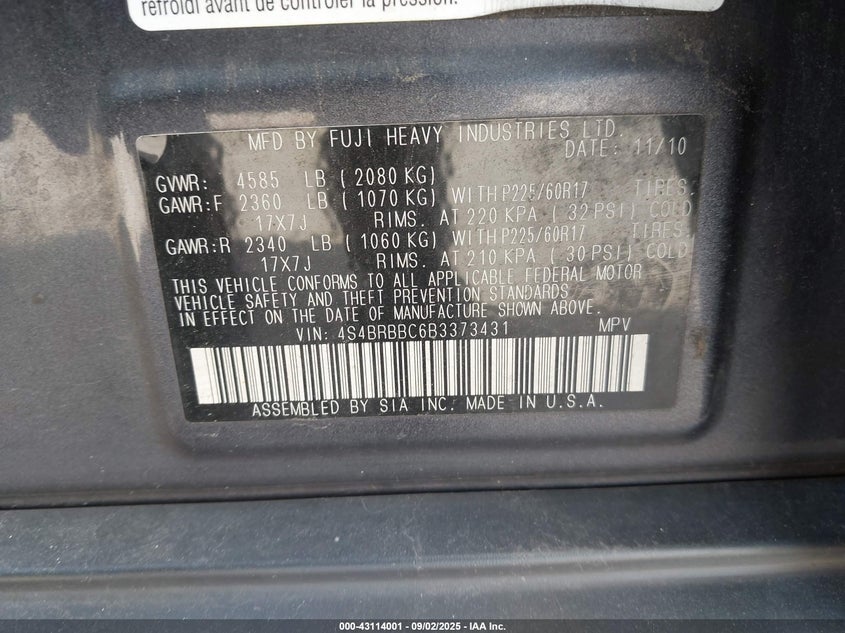 refroidi avant de contrôler la pression.
MFD BY FUJI HEAVY INDUSTRIES LTD.
DATE: 11/10
GVWR: 4585 LB ( 2080 KG)
GAWR:F 2360 LB ( 1070 KG) WITH P225/60R17 TIRES,
17X7J RIMS. AT 220 KPA ( 32 PSI) COLD
GAWR:R 2340 LB ( 1060 KG) WITH P225/60R17 TIRES,
17X7J RIMS. AT 210 KPA ( 30 PSI) COLD
THIS VEHICLE CONFORMS TO ALL APPLICABLE FEDERAL MOTOR
VEHICLE SAFETY AND THEFT PREVENTION STANDARDS
IN EFFECT ON THE DATE OF MANUFACTURE SHOWN ABOVE.
VIN: 4S4BRBBC6B3373431 MPV
ASSEMBLED BY SIA INC. MADE IN U.S.A.
000-43114001 - 09/02/2025 - IAA Inc.